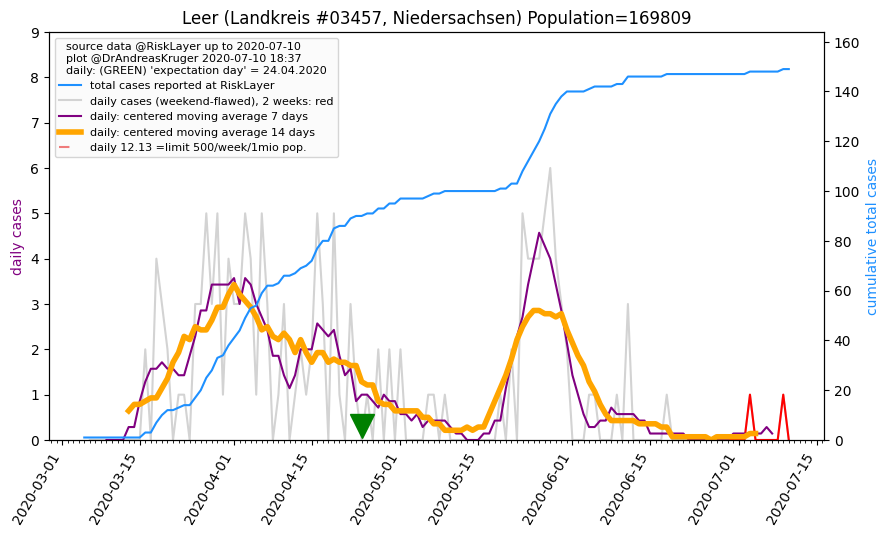 Leer (Landkreis #03457, Niedersachsen) Population=169809
source data @RiskLayer up to 2020-07-10
plot @DrAndreasKruger 2020-07-10 18:37
daily: (GREEN) 'expectation day' = 24.04.2020
total cases reported at RiskLayer
daily cases (weekend-flawed), 2 weeks: red
daily: centered moving average 7 days
daily: centered moving average 14 days
daily 12.13 =limit 500/week/1mio pop.
daily cases
9
8
7
6
5
4
3
2
1
0
160
140
120
100
80
60
40
20
0
cumulative total cases
2020-03-01
2020-03-15
2020-04-01
2020-04-15
2020-05-01
2020-05-15
2020-06-01
2020-06-15
2020-07-01
2020-07-15